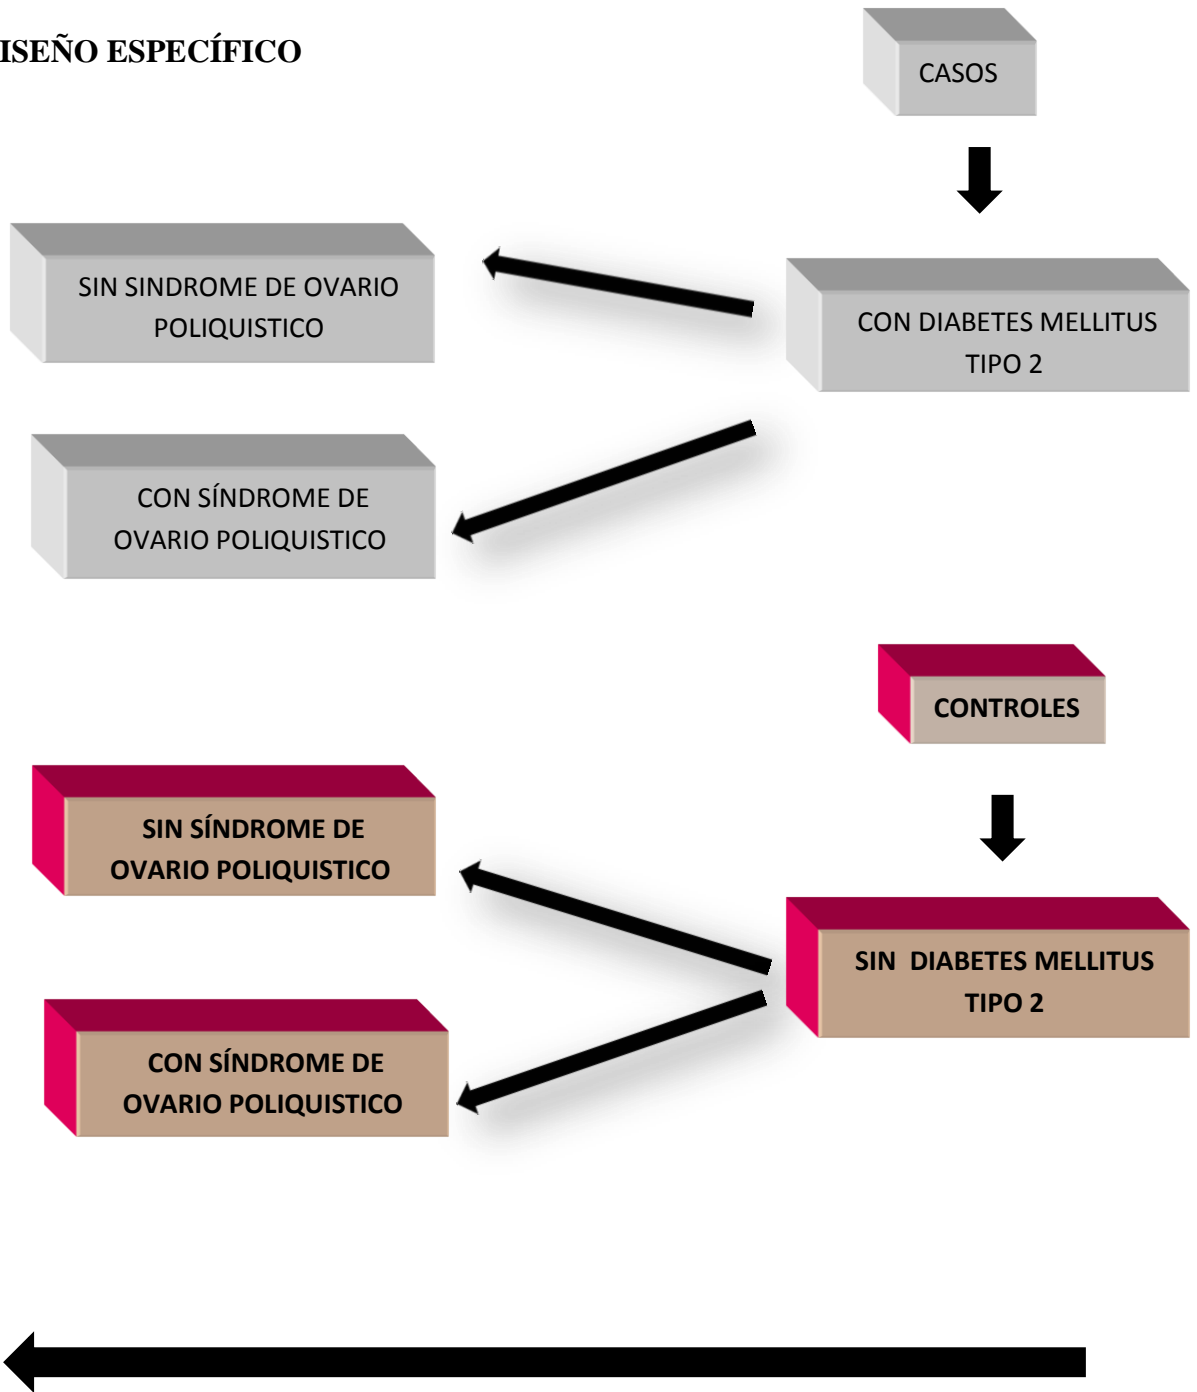 ISEÑO ESPECÍFICO
CASOS
SIN SINDROME DE OVARIO
POLIQUISTICO
CON DIABETES MELLITUS
TIPO 2
CON SÍNDROME DE
OVARIO POLIQUISTICO
CONTROLES
SIN SÍNDROME DE
OVARIO POLIQUISTICO
SIN DIABETES MELLITUS
TIPO 2
CON SÍNDROME DE
OVARIO POLIQUISTICO